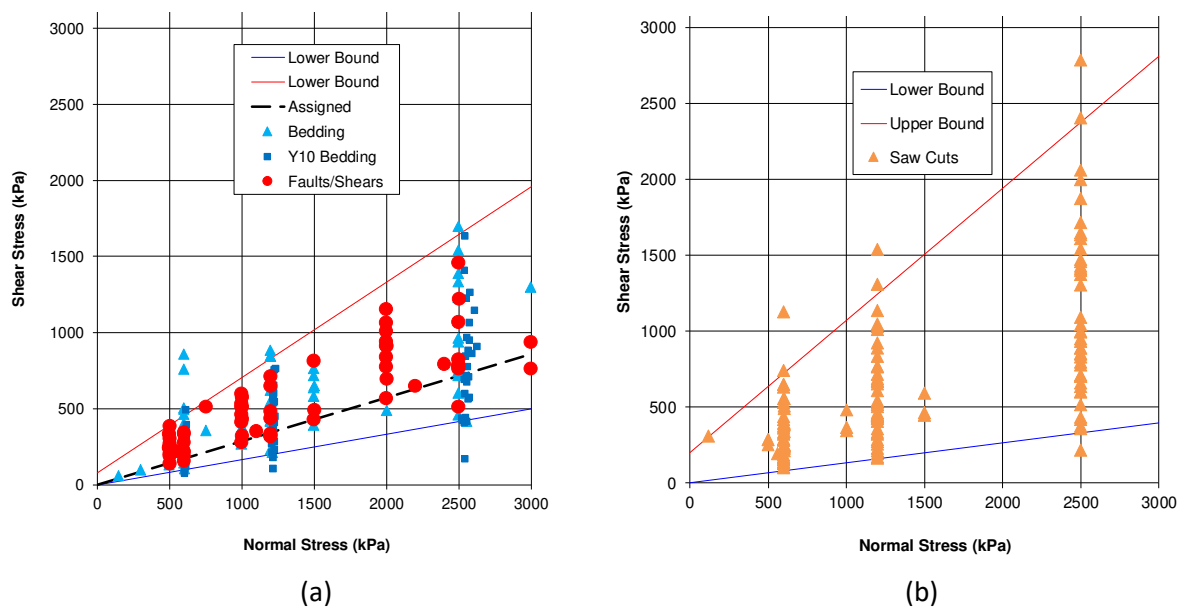 3000
2500
2000
1500
1000
500
0
Shear Stress (kPa)
Lower Bound
Lower Bound
Assigned
Bedding
Y10 Bedding
Faults/Shears
0 500 1000 1500 2000 2500 3000
Normal Stress (kPa)
(a)
3000
2500
2000
1500
1000
500
0
Shear Stress (kPa)
Lower Bound
Upper Bound
Saw Cuts
0 500 1000 1500 2000 2500 3000
Normal Stress (kPa)
(b)